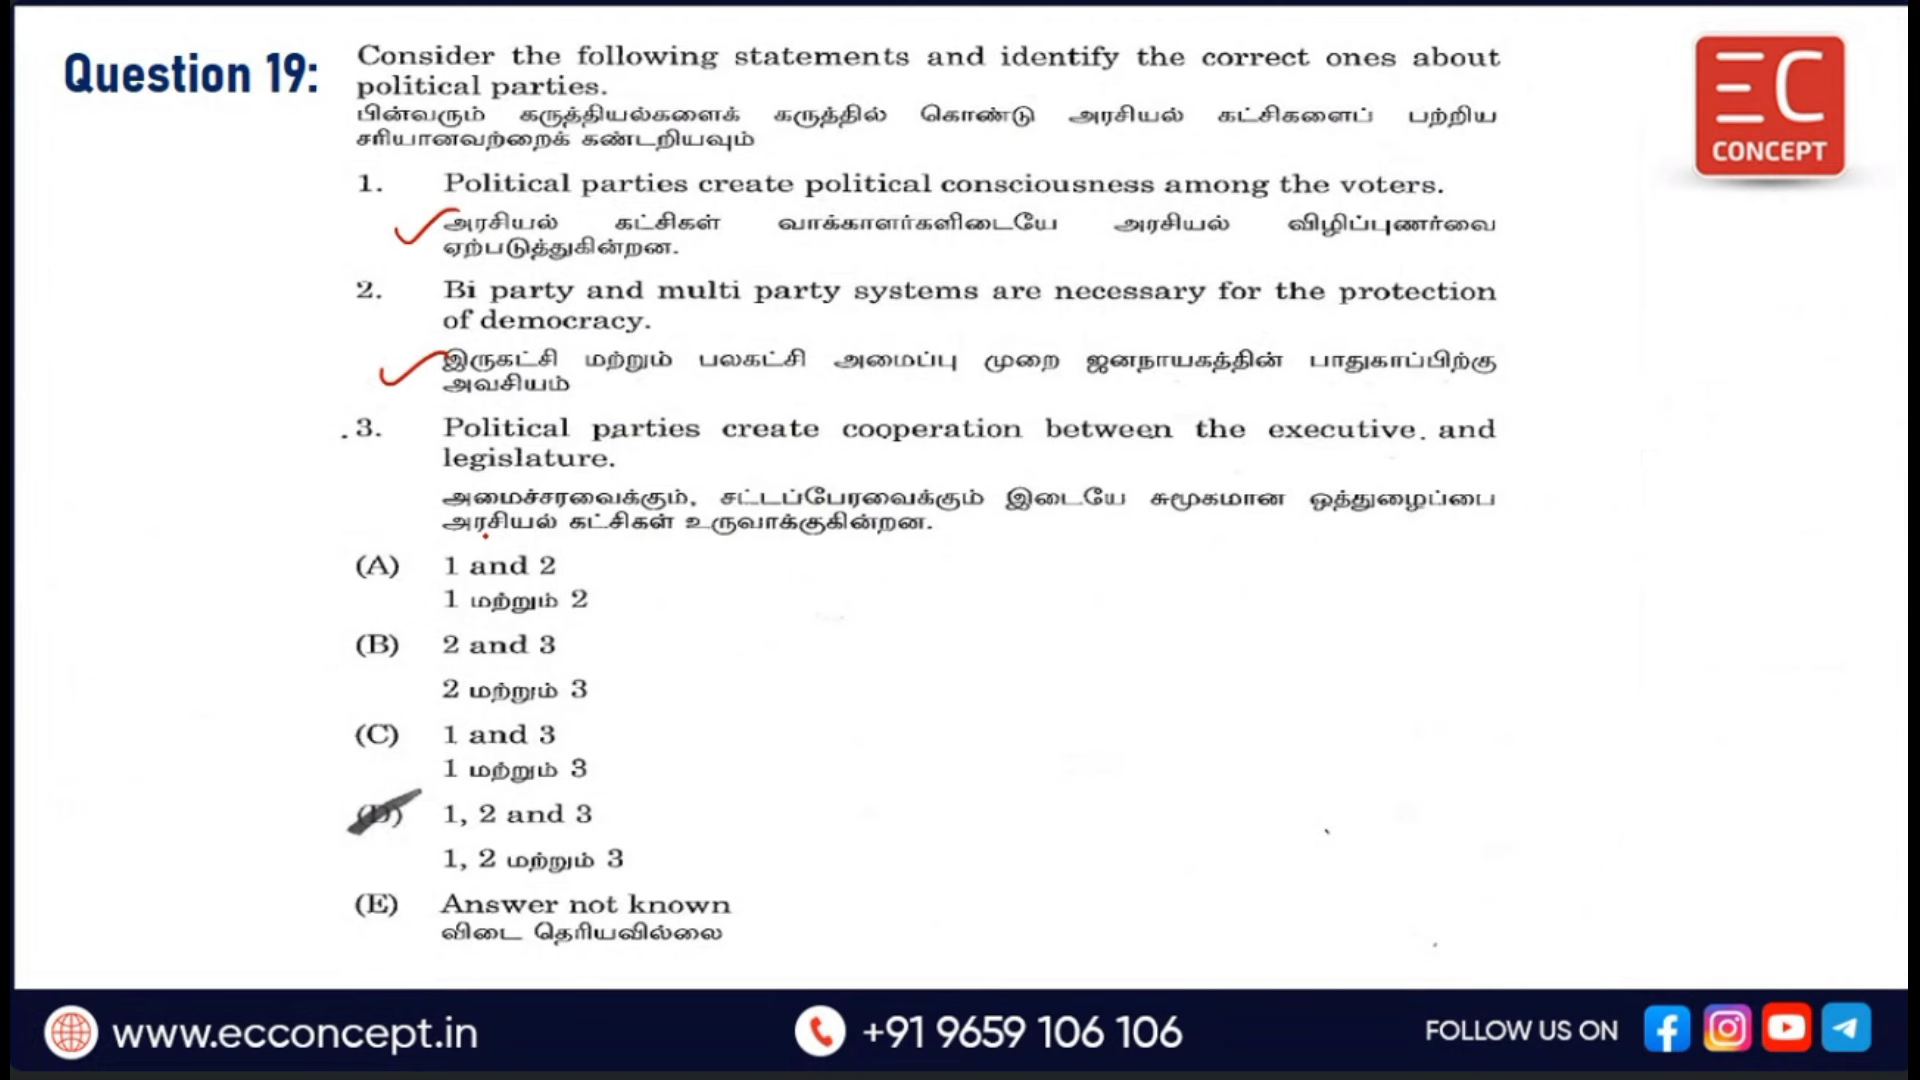 Question 19:
Consider the following statements and identify the correct ones about
political parties.
பின்வரும் கருத்தியல்களைக் கருத்தில் கொண்டு அரசியல் கட்சிகளைப் பற்றிய
சரியானவற்றைக் கண்டறியவும்
EC
CONCEPT
1. Political parties create political consciousness among the voters.
அரசியல் கட்சிகள் வாக்காளர்களிடையே அரசியல் விழிப்புணர்வை
ஏற்படுத்துகின்றன.
2. Bi party and multi party systems are necessary for the protection
of democracy.
இருகட்சி மற்றும் பலகட்சி அமைப்பு முறை ஜனநாயகத்தின் பாதுகாப்பிற்கு
அவசியம்
3. Political parties create cooperation between the executive and
legislature.
அமைச்சரவைக்கும், சட்டப்பேரவைக்கும் இடையே சுமூகமான ஒத்துழைப்பை
அரசியல் கட்சிகள் உருவாக்குகின்றன.
(A) 1 and 2
1 மற்றும் 2
(B) 2 and 3
2 மற்றும் 3
(C) 1 and 3
1 மற்றும் 3
(D) 1, 2 and 3
1, 2 மற்றும் 3
(E) Answer not known
விடை தெரியவில்லை
www.ecconcept.in
+91 9659 106 106
FOLLOW US ON